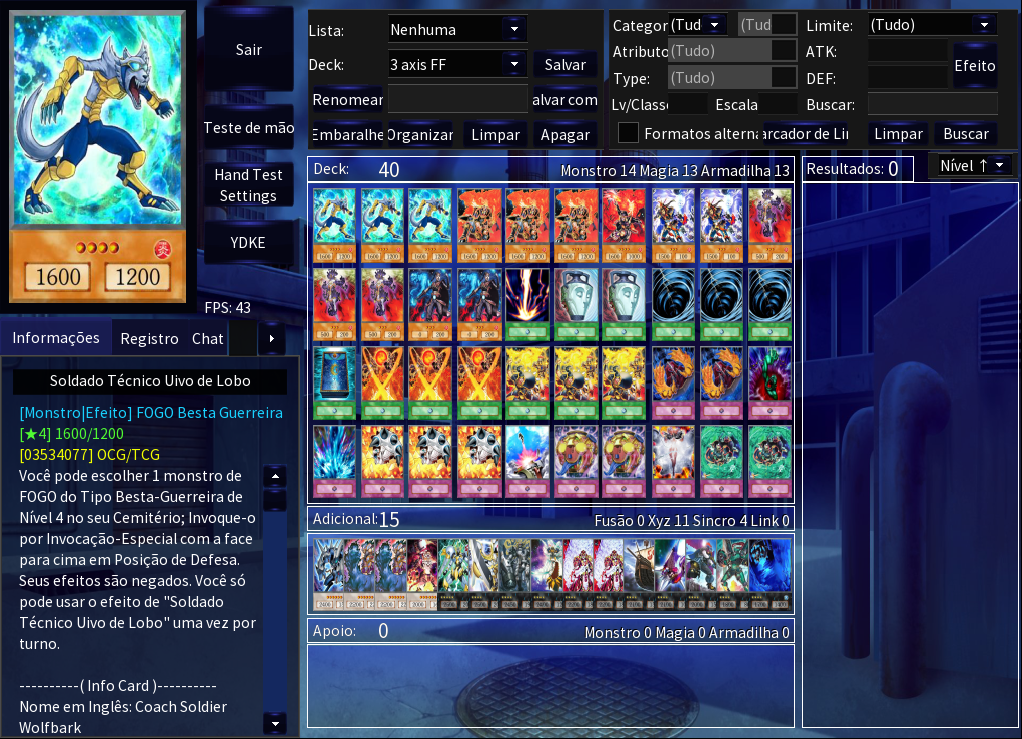 1600
1200
Sair
Teste de mão
Hand Test
Settings
YDKE
FPS: 43
Lista:
Nenhuma
Deck:
3 axis FF
Salvar
Renomear
alvar com
Embaralhe
Organizar
Limpar
Apagar
Categor
(Tud
(Tud
Limite:
(Tudo)
Atributo
(Tudo)
ATK:
Efeito
Type:
(Tudo)
DEF:
Lv/Classe
Escala
Buscar:
Formatos alterna
arcador de Lin
Limpar
Buscar
Deck:
40
Monstro 14 Magia 13 Armadilha 13
Resultados: 0
Nível ↑
Informações
Registro
Chat
Soldado Técnico Uivo de Lobo
[Monstro|Efeito] FOGO Besta Guerreira
[★4] 1600/1200
[03534077] OCG/TCG
Você pode escolher 1 monstro de
FOGO do Tipo Besta-Guerreira de
Nível 4 no seu Cemitério; Invoque-o
por Invocação-Especial com a face
para cima em Posição de Defesa.
Seus efeitos são negados. Você só
pode usar o efeito de "Soldado
Técnico Uivo de Lobo" uma vez por
turno.
----------( Info Card )----------
Nome em Inglês: Coach Soldier
Wolfbark
Adicional:
15
Fusão 0 Xyz 11 Sincro 4 Link 0
Apoio:
0
Monstro 0 Magia 0 Armadilha 0